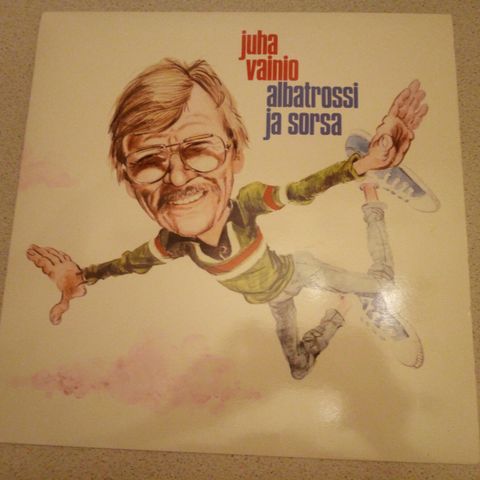 juha
vainio
albatrossi
ja sorsa